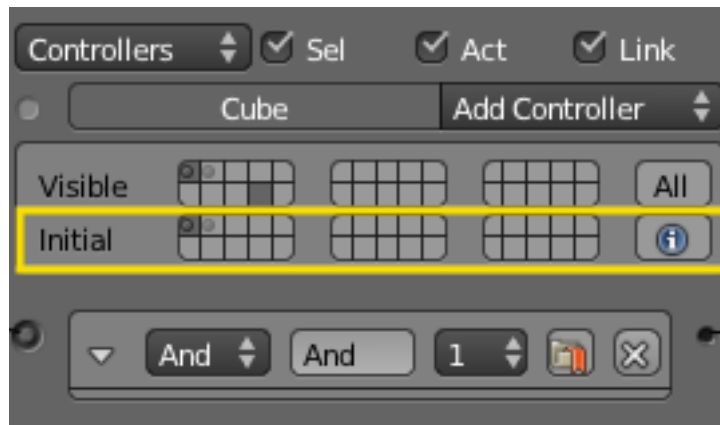 Controllers Sel Act Link
Cube Add Controller
Visible All
Initial
And And 1